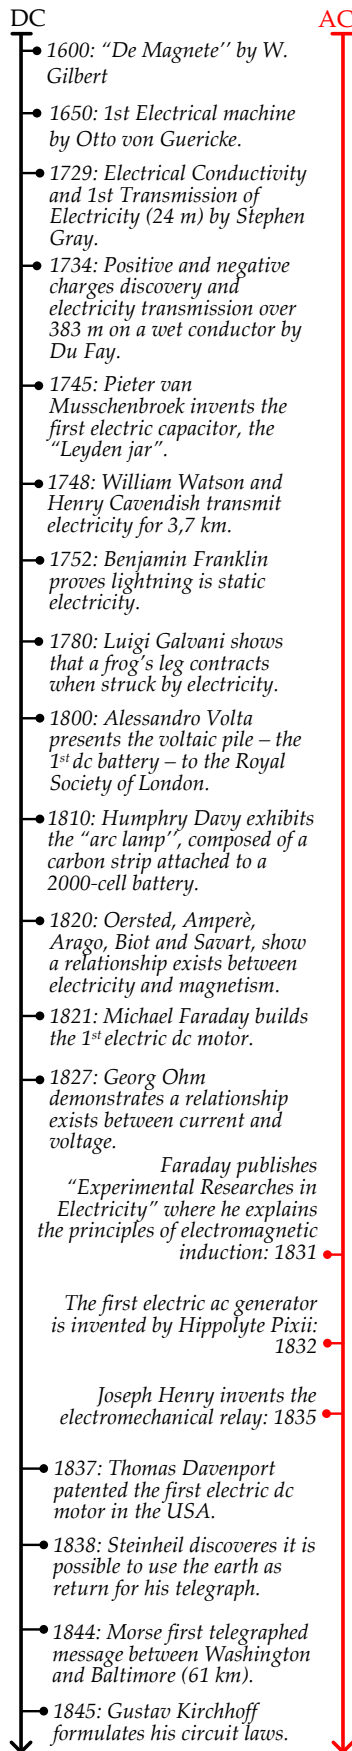 DC
AC
1600: “De Magnete’’ by W.
Gilbert
1650: 1st Electrical machine
by Otto von Guericke.
1729: Electrical Conductivity
and 1st Transmission of
Electricity (24 m) by Stephen
Gray.
1734: Positive and negative
charges discovery and
electricity transmission over
383 m on a wet conductor by
Du Fay.
1745: Pieter van
Musschenbroek invents the
first electric capacitor, the
“Leyden jar”.
1748: William Watson and
Henry Cavendish transmit
electricity for 3,7 km.
1752: Benjamin Franklin
proves lightning is static
electricity.
1780: Luigi Galvani shows
that a frog’s leg contracts
when struck by electricity.
1800: Alessandro Volta
presents the voltaic pile – the
1st dc battery – to the Royal
Society of London.
1810: Humphry Davy exhibits
the “arc lamp’’, composed of a
carbon strip attached to a
2000-cell battery.
1820: Oersted, Amperè,
Arago, Biot and Savart, show
a relationship exists between
electricity and magnetism.
1821: Michael Faraday builds
the 1st electric dc motor.
1827: Georg Ohm
demonstrates a relationship
exists between current and
voltage.
Faraday publishes
“Experimental Researches in
Electricity” where he explains
the principles of electromagnetic
induction: 1831
The first electric ac generator
is invented by Hippolyte Pixii:
1832
Joseph Henry invents the
electromechanical relay: 1835
1837: Thomas Davenport
patented the first electric dc
motor in the USA.
1838: Steinheil discoveres it is
possible to use the earth as
return for his telegraph.
1844: Morse first telegraphed
message between Washington
and Baltimore (61 km).
1845: Gustav Kirchhoff
formulates his circuit laws.